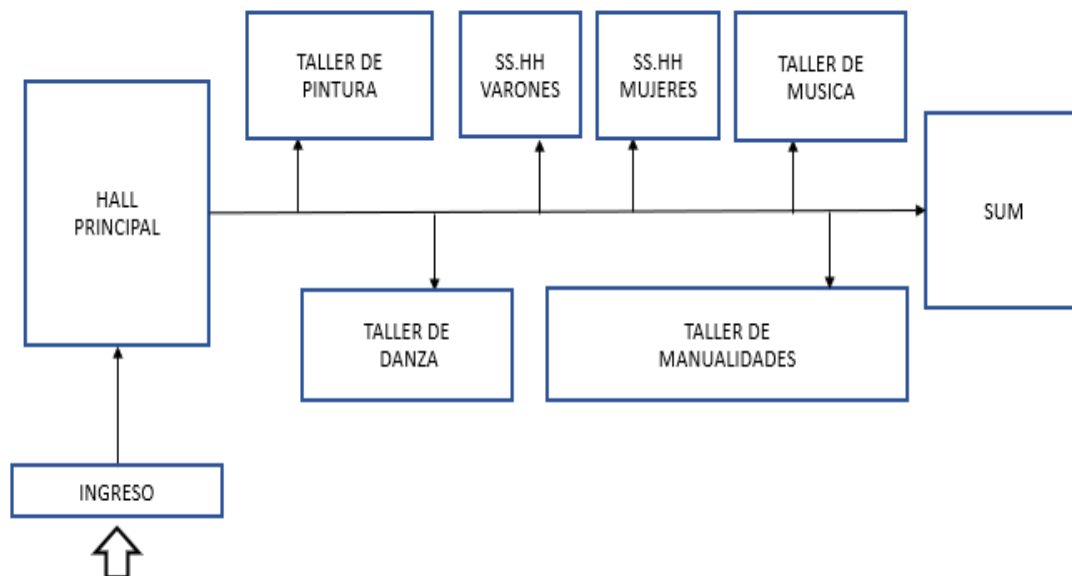 TALLER DE
PINTURA
SS.HH
VARONES
SS.HH
MUJERES
TALLER DE
MUSICA
HALL
PRINCIPAL
SUM
TALLER DE
DANZA
TALLER DE
MANUALIDADES
INGRESO